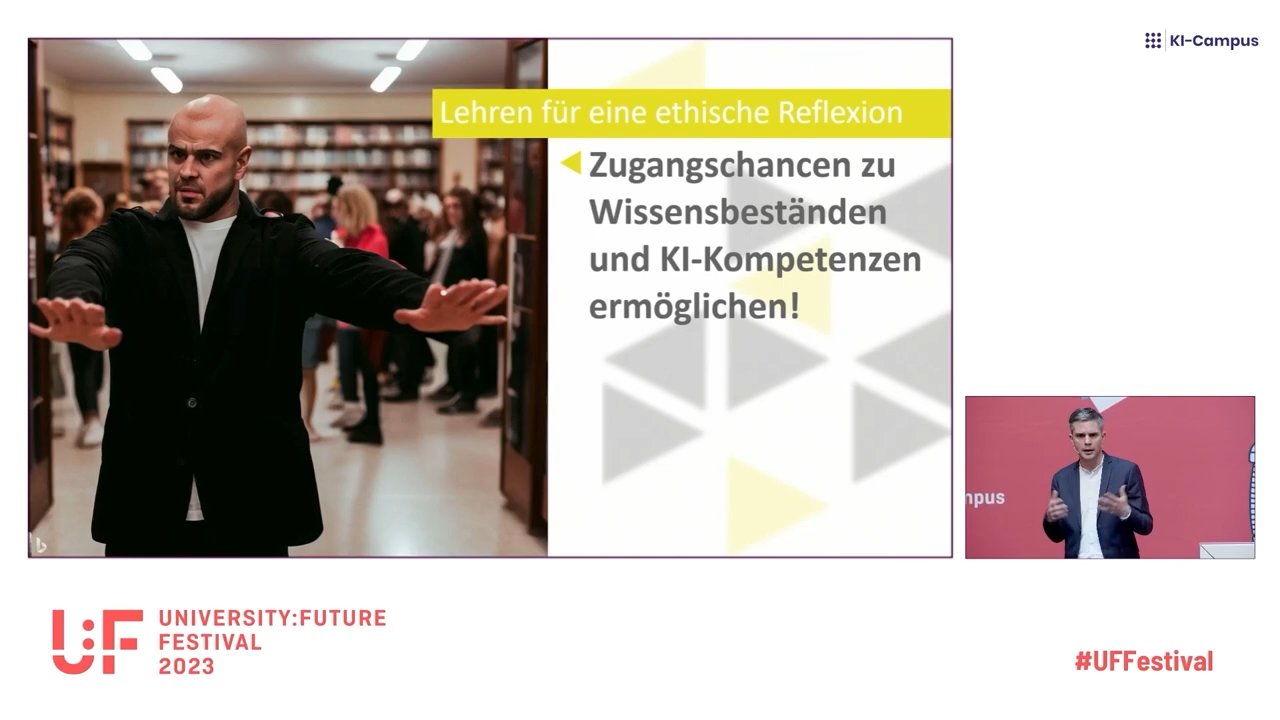 KI-Campus
Lehren für eine ethische Reflexion
Zugangschancen zu
Wissensbeständen
und KI-Kompetenzen
ermöglichen!
npus
U:F
UNIVERSITY:FUTURE
FESTIVAL
2023
#UFFestival